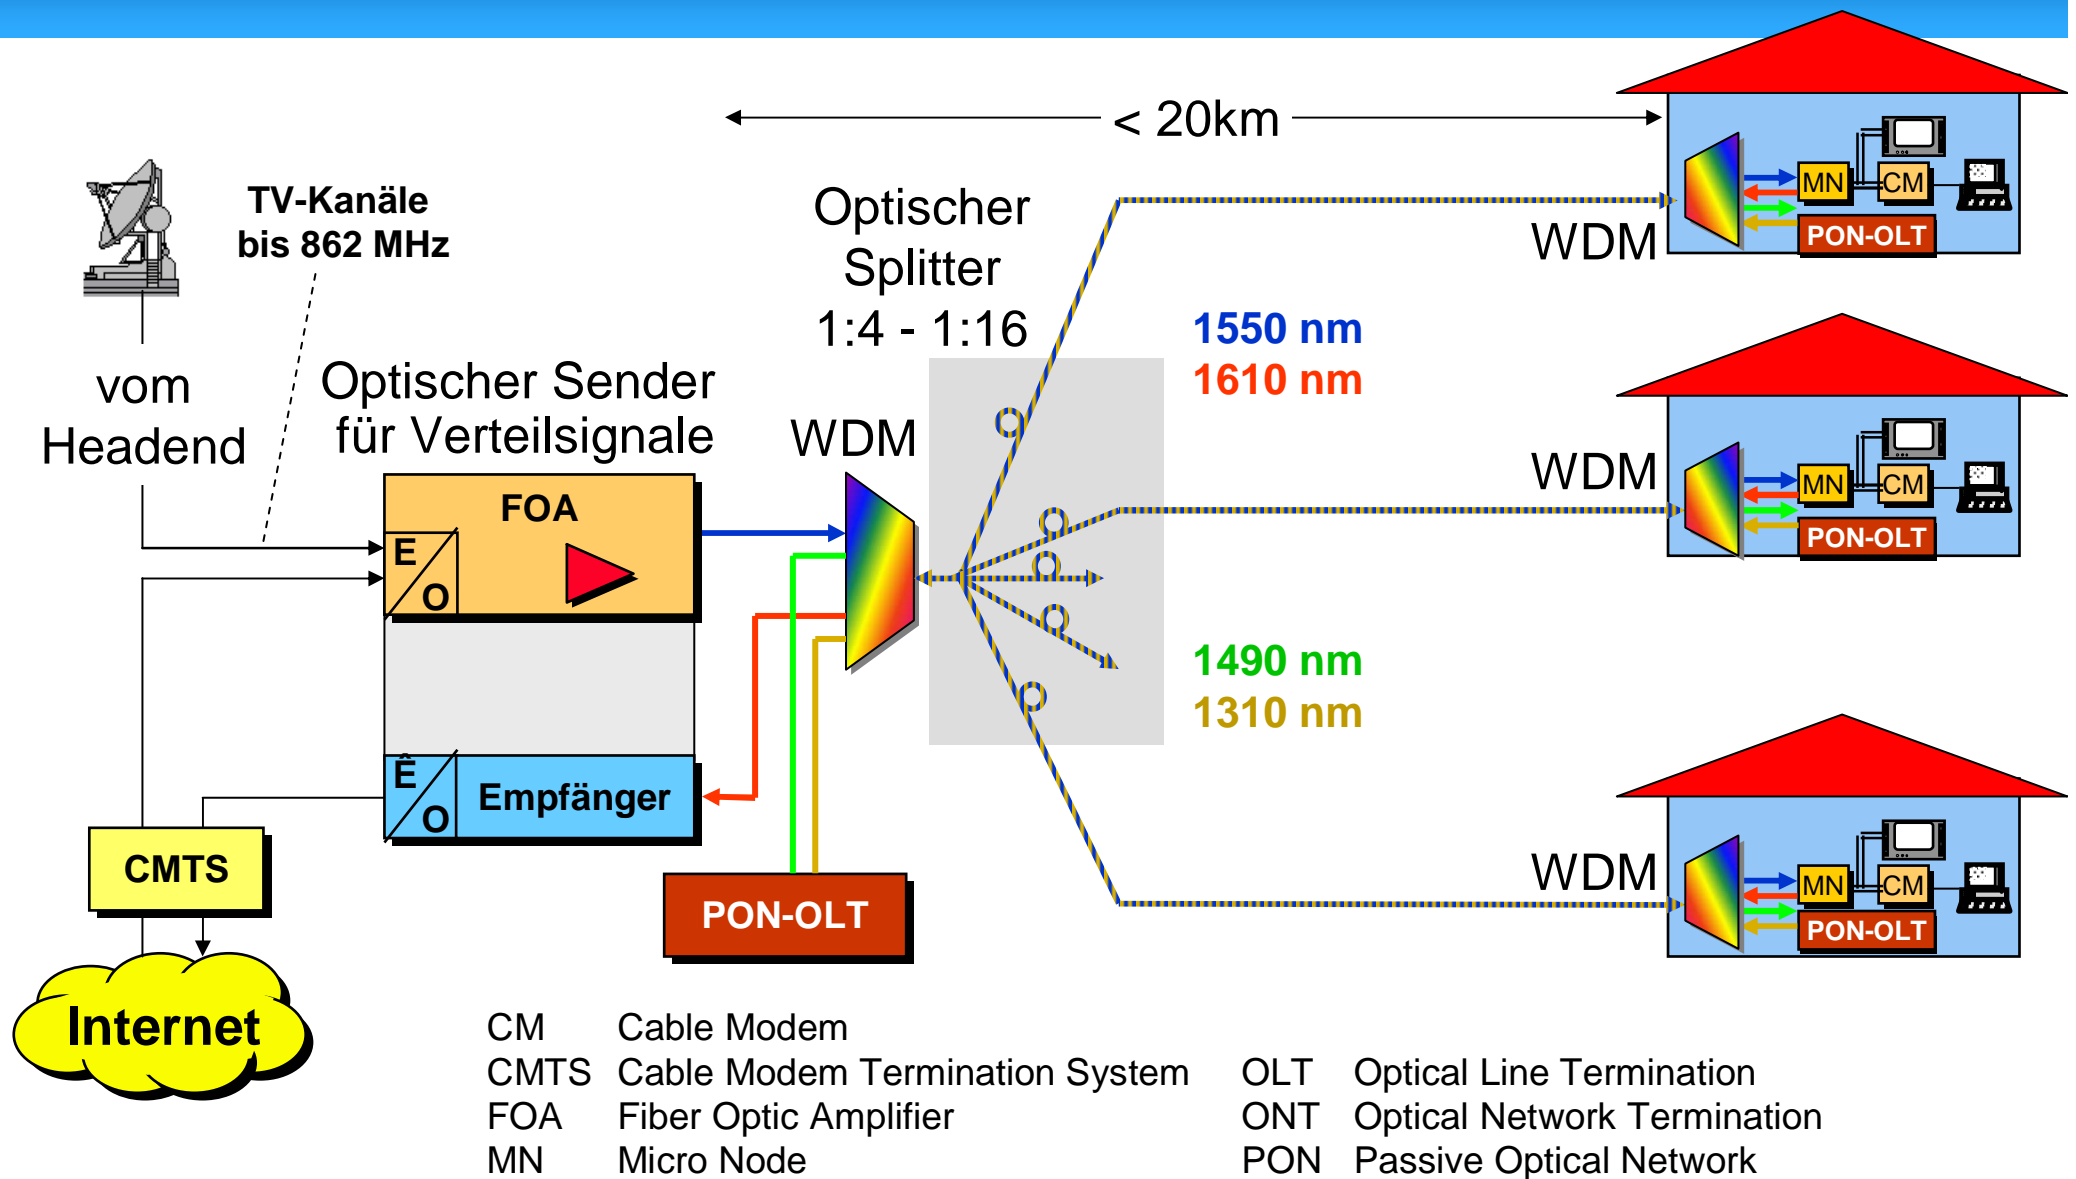 < 20km
TV-Kanäle
bis 862 MHz
Optischer
Splitter
1:4 - 1:16
vom
Headend
Optischer Sender
für Verteilsignale
WDM
FOA
E
O
Ê
O
Empfänger
CMTS
PON-OLT
Internet
1550 nm
1610 nm
1490 nm
1310 nm
WDM
MN
CM
PON-OLT
WDM
MN
CM
PON-OLT
WDM
MN
CM
PON-OLT
CM Cable Modem
CMTS Cable Modem Termination System
FOA Fiber Optic Amplifier
MN Micro Node
OLT Optical Line Termination
ONT Optical Network Termination
PON Passive Optical Network